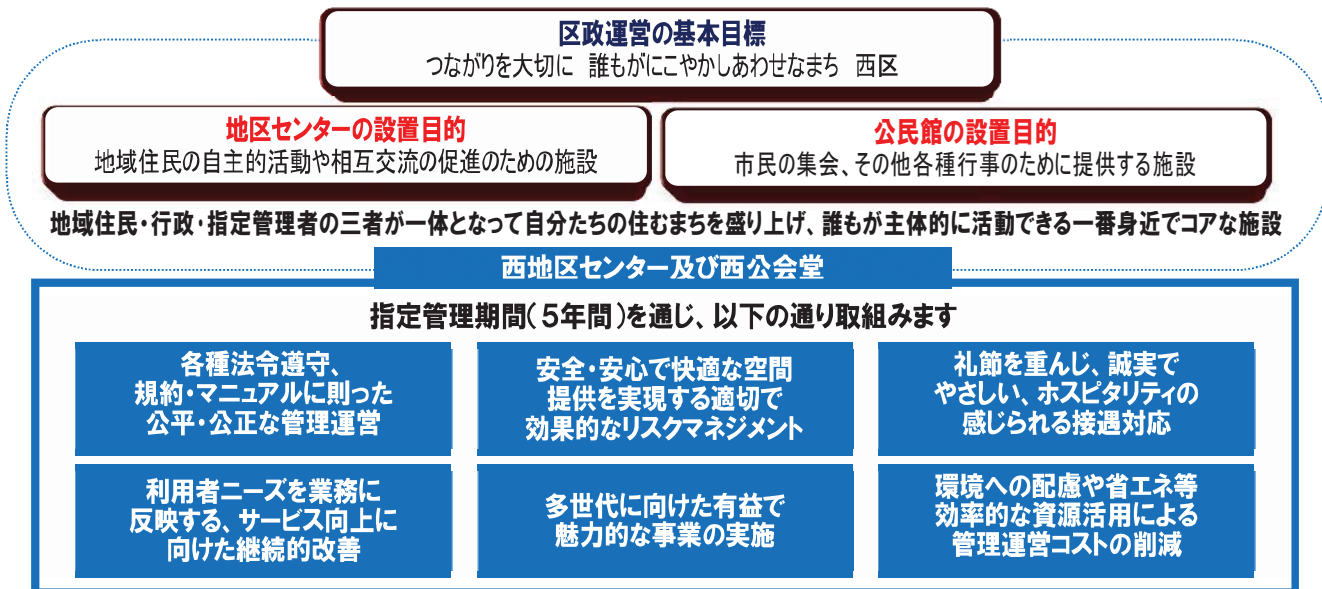 区政運営の基本目標
つながりを大切に 誰もがにこやかしあわせなまち 西区
地区センターの設置目的
地域住民の自主的活動や相互交流の促進のための施設
公民館の設置目的
市民の集会、その他各種行事のために提供する施設
地域住民・行政・指定管理者の三者が一体となって自分たちの住むまちを盛り上げ、誰もが主体的に活動できる一番身近でコアな施設
西地区センター及び西公会堂
指定管理期間(5年間)を通じ、以下の通り取組みます
各種法令遵守、
規約・マニュアルに則った
公平・公正な管理運営
安全・安心で快適な空間
提供を実現する適切で
効果的なリスクマネジメント
礼節を重んじ、誠実で
やさしい、ホスピタリティの
感じられる接遇対応
利用者ニーズを業務に
反映する、サービス向上に
向けた継続的改善
多世代に向けた有益で
魅力的な事業の実施
環境への配慮や省エネ等
効率的な資源活用による
管理運営コストの削減